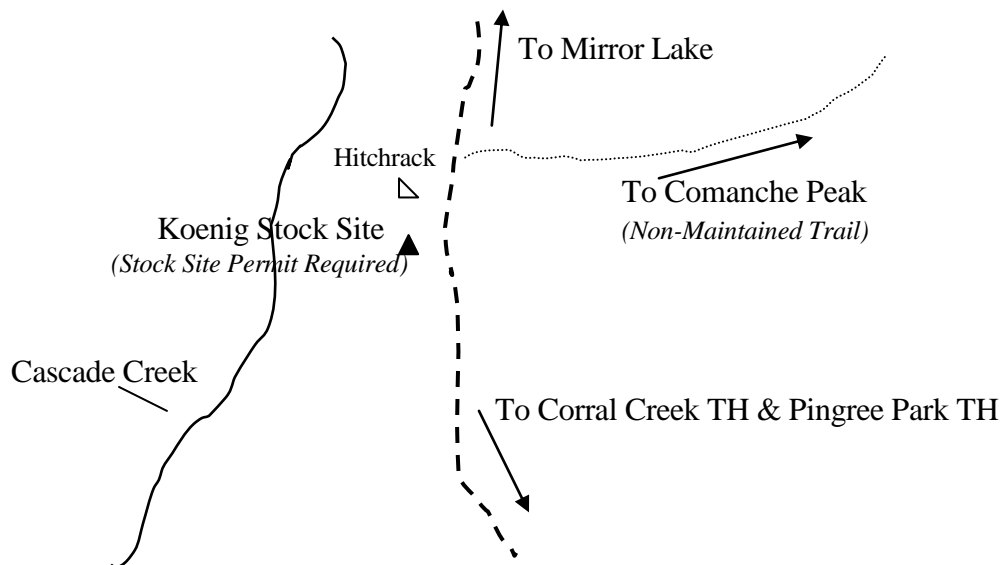 To Mirror Lake
Hitchrack
To Comanche Peak
(Non-Maintained Trail)
Koenig Stock Site
(Stock Site Permit Required)
Cascade Creek
To Corral Creek TH & Pingree Park TH